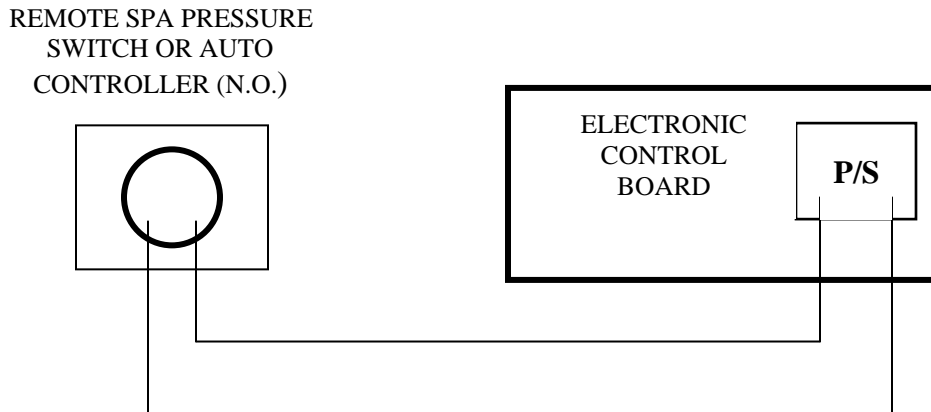 REMOTE SPA PRESSURE
SWITCH OR AUTO
CONTROLLER (N.O.)
ELECTRONIC
CONTROL
BOARD
P/S